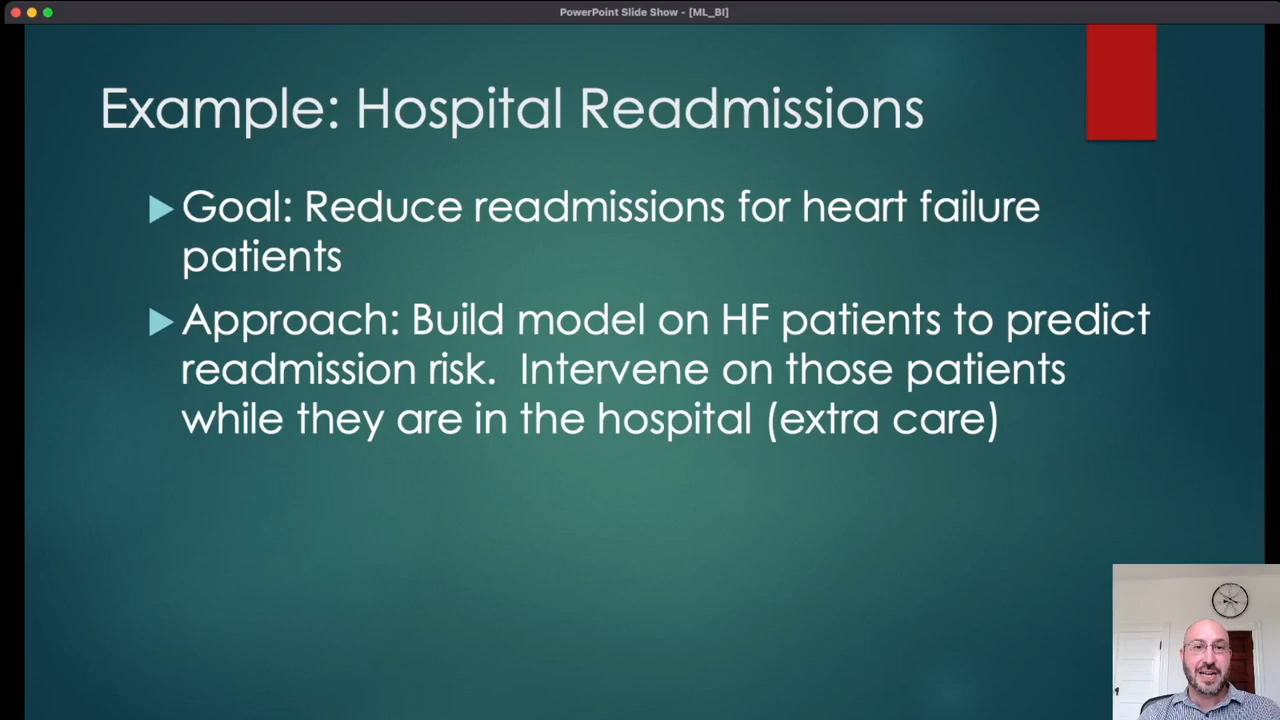 PowerPoint Slide Show - [ML_BI]
Example: Hospital Readmissions
Goal: Reduce readmissions for heart failure
patients
Approach: Build model on HF patients to predict
readmission risk.  Intervene on those patients
while they are in the hospital (extra care)